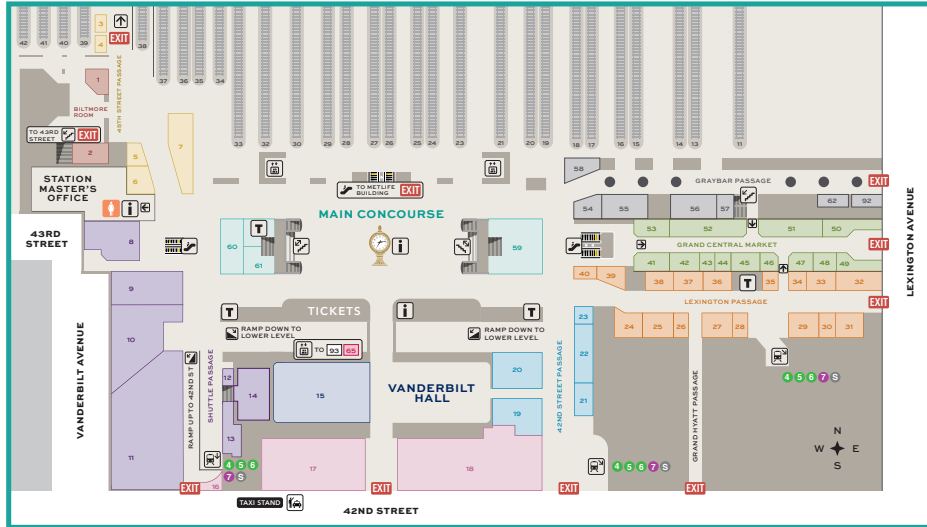 3
4
EXIT
42
41
40
39
38
37
36
35
34
33
32
30
29
28
27
26
25
24
23
21
20
19
18
17
16
15
14
13
11
45TH STREET PASSAGE
1
BILTMORE
ROOM
TO 43RD
STREET
EXIT
2
5
6
7
STATION
MASTER'S
OFFICE
i
43RD
STREET
8
TO METLIFE
BUILDING
EXIT
MAIN CONCOURSE
60
61
T
i
59
58
GRAYBAR PASSAGE
EXIT
54
55
56
57
62
92
53
52
51
50
GRAND CENTRAL MARKET
EXIT
41
42
43
44
45
46
47
48
49
40
39
38
37
36
T
35
34
33
32
LEXINGTON PASSAGE
EXIT
24
25
26
27
28
29
30
31
LEXINGTON AVENUE
9
10
11
VANDERBILT AVENUE
T
TICKETS
i
T
RAMP DOWN TO
LOWER LEVEL
RAMP DOWN TO
LOWER LEVEL
TO 93 65
RAMP UP TO 42ND ST
SHUTTLE PASSAGE
12
13
14
15
VANDERBILT
HALL
20
19
23
22
21
42ND STREET PASSAGE
GRAND HYATT PASSAGE
4 5 6 7 S
4 5 6
7 S
16
17
18
4 5 6 7 S
N
W E
S
EXIT
EXIT
EXIT
EXIT
TAXI STAND
42ND STREET